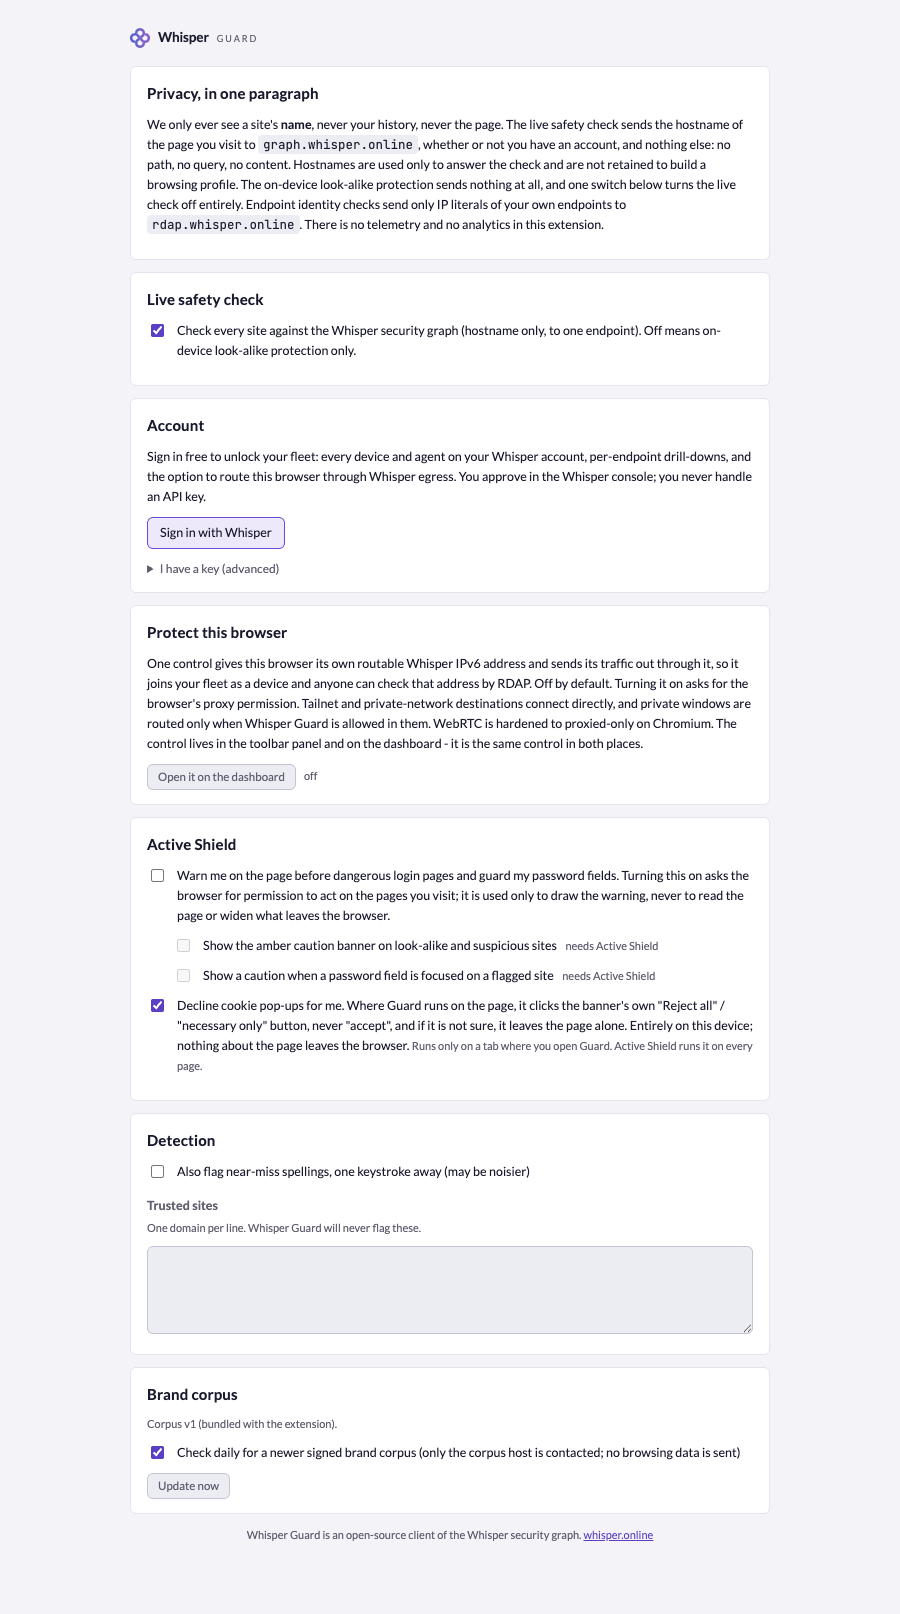 Whisper GUARD
Privacy, in one paragraph
We only ever see a site's name, never your history, never the page. The live safety check sends the hostname of
the page you visit to graph.whisper.online, whether or not you have an account, and nothing else: no
path, no query, no content. Hostnames are used only to answer the check and are not retained to build a
browsing profile. The on-device look-alike protection sends nothing at all, and one switch below turns the live
check off entirely. Endpoint identity checks send only IP literals of your own endpoints to
rdap.whisper.online. There is no telemetry and no analytics in this extension.
Live safety check
Check every site against the Whisper security graph (hostname only, to one endpoint). Off means on-
device look-alike protection only.
Account
Sign in free to unlock your fleet: every device and agent on your Whisper account, per-endpoint drill-downs, and
the option to route this browser through Whisper egress. You approve in the Whisper console; you never handle
an API key.
Sign in with Whisper
I have a key (advanced)
Protect this browser
One control gives this browser its own routable Whisper IPv6 address and sends its traffic out through it, so it
joins your fleet as a device and anyone can check that address by RDAP. Off by default. Turning it on asks for the
browser's proxy permission. Tailnet and private-network destinations connect directly, and private windows are
routed only when Whisper Guard is allowed in them. WebRTC is hardened to proxied-only on Chromium. The
control lives in the toolbar panel and on the dashboard - it is the same control in both places.
Open it on the dashboard off
Active Shield
Warn me on the page before dangerous login pages and guard my password fields. Turning this on asks the
browser for permission to act on the pages you visit; it is used only to draw the warning, never to read the
page or widen what leaves the browser.
Show the amber caution banner on look-alike and suspicious sites needs Active Shield
Show a caution when a password field is focused on a flagged site needs Active Shield
Decline cookie pop-ups for me. Where Guard runs on the page, it clicks the banner's own "Reject all" /
"necessary only" button, never "accept", and if it is not sure, it leaves the page alone. Entirely on this device;
nothing about the page leaves the browser. Runs only on a tab where you open Guard. Active Shield runs it on every
page.
Detection
Also flag near-miss spellings, one keystroke away (may be noisier)
Trusted sites
One domain per line. Whisper Guard will never flag these.
Brand corpus
Corpus v1 (bundled with the extension).
Check daily for a newer signed brand corpus (only the corpus host is contacted; no browsing data is sent)
Update now
Whisper Guard is an open-source client of the Whisper security graph. whisper.online